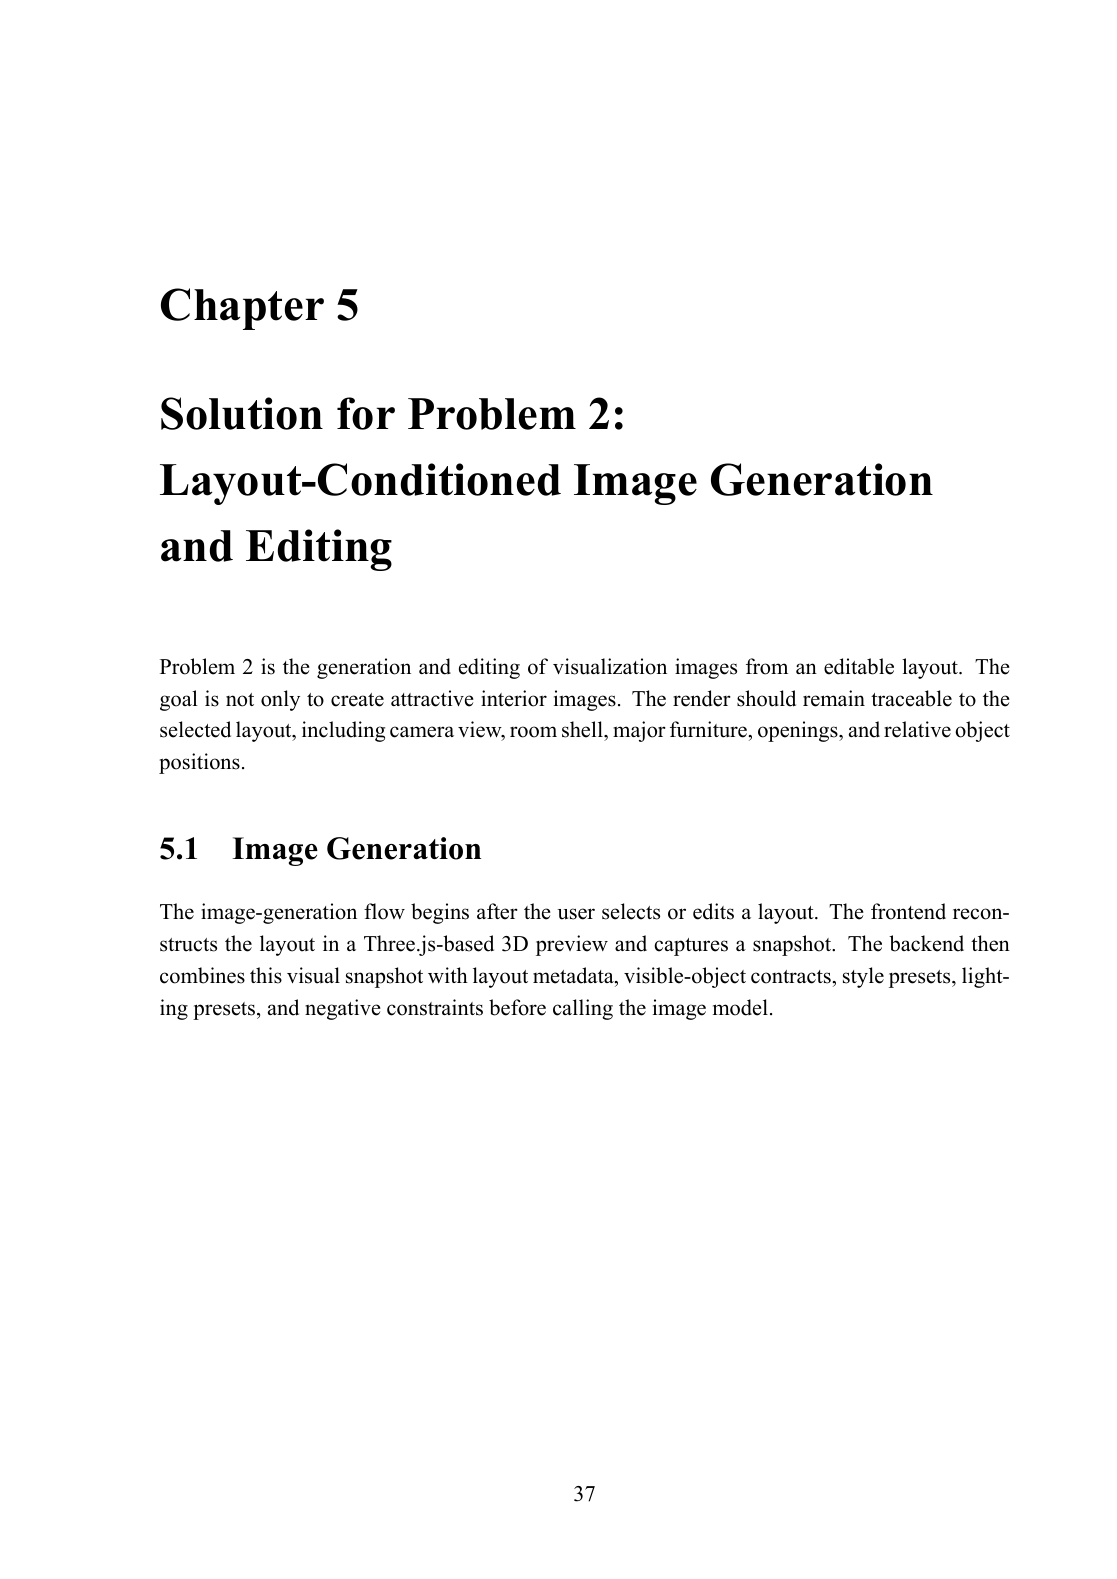 Chapter 5
Solution for Problem 2:
Layout-Conditioned Image Generation
and Editing
Problem 2 is the generation and editing of visualization images from an editable layout. The
goal is not only to create attractive interior images. The render should remain traceable to the
selected layout, including camera view, room shell, major furniture, openings, and relative object
positions.
5.1 Image Generation
The image-generation flow begins after the user selects or edits a layout. The frontend recon-
structs the layout in a Three.js-based 3D preview and captures a snapshot. The backend then
combines this visual snapshot with layout metadata, visible-object contracts, style presets, light-
ing presets, and negative constraints before calling the image model.
37